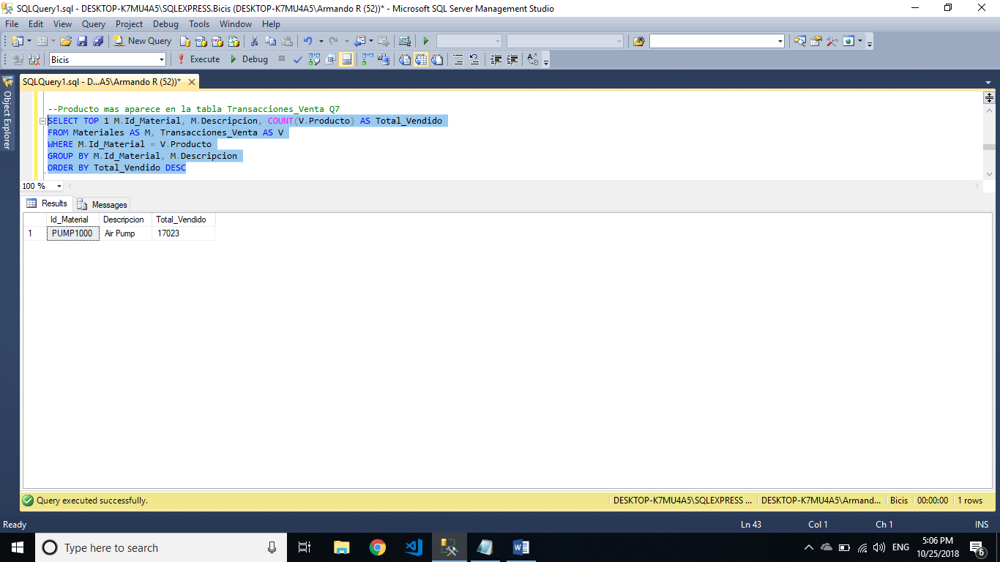 SQLQuery1.sql - DESKTOP-K7MU4A5\SQLEXPRESS.Bicis (DESKTOP-K7MU4A5\Armando R (52))* - Microsoft SQL Server Management Studio
File Edit View Query Project Debug Tools Window Help
New Query
Bicis Execute Debug
Object Explorer
SQLQuery1.sql - D...A5\Armando R (52))*
--Producto mas aparece en la tabla Transacciones_Venta Q7
SELECT TOP 1 M.Id_Material, M.Descripcion, COUNT(V.Producto) AS Total_Vendido
FROM Materiales AS M, Transacciones_Venta AS V
WHERE M.Id_Material = V.Producto
GROUP BY M.Id_Material, M.Descripcion
ORDER BY Total_Vendido DESC
100 %
Results Messages
Id_Material Descripcion Total_Vendido
1 PUMP1000 Air Pump 17023
Query executed successfully. DESKTOP-K7MU4A5\SQLEXPRESS ... DESKTOP-K7MU4A5\Armand... Bicis 00:00:00 1 rows
Ready Ln 43 Col 1 Ch 1 INS
Type here to search ENG 5:06 PM
10/25/2018 6